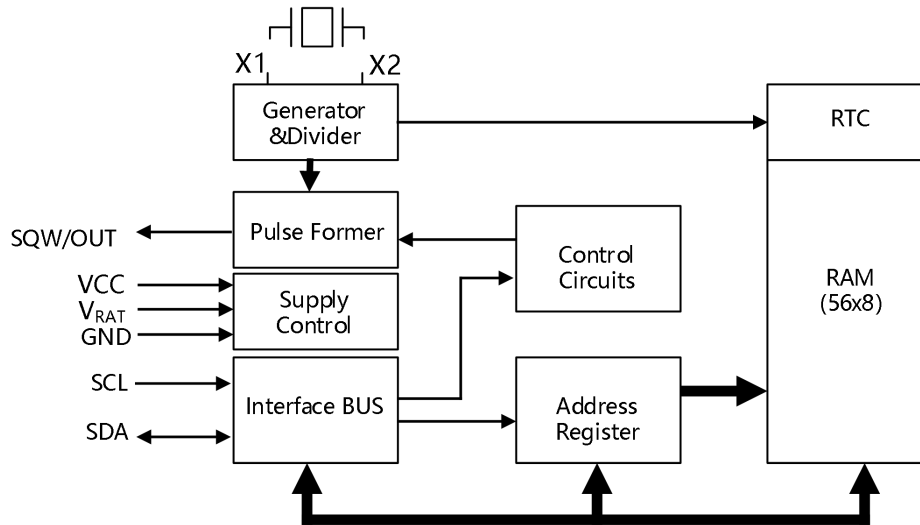 X1
X2
Generator
&Divider
RTC
SQW/OUT
Pulse Former
Control
Circuits
RAM
(56x8)
VCC
VRAT
GND
Supply
Control
SCL
SDA
Interface BUS
Address
Register